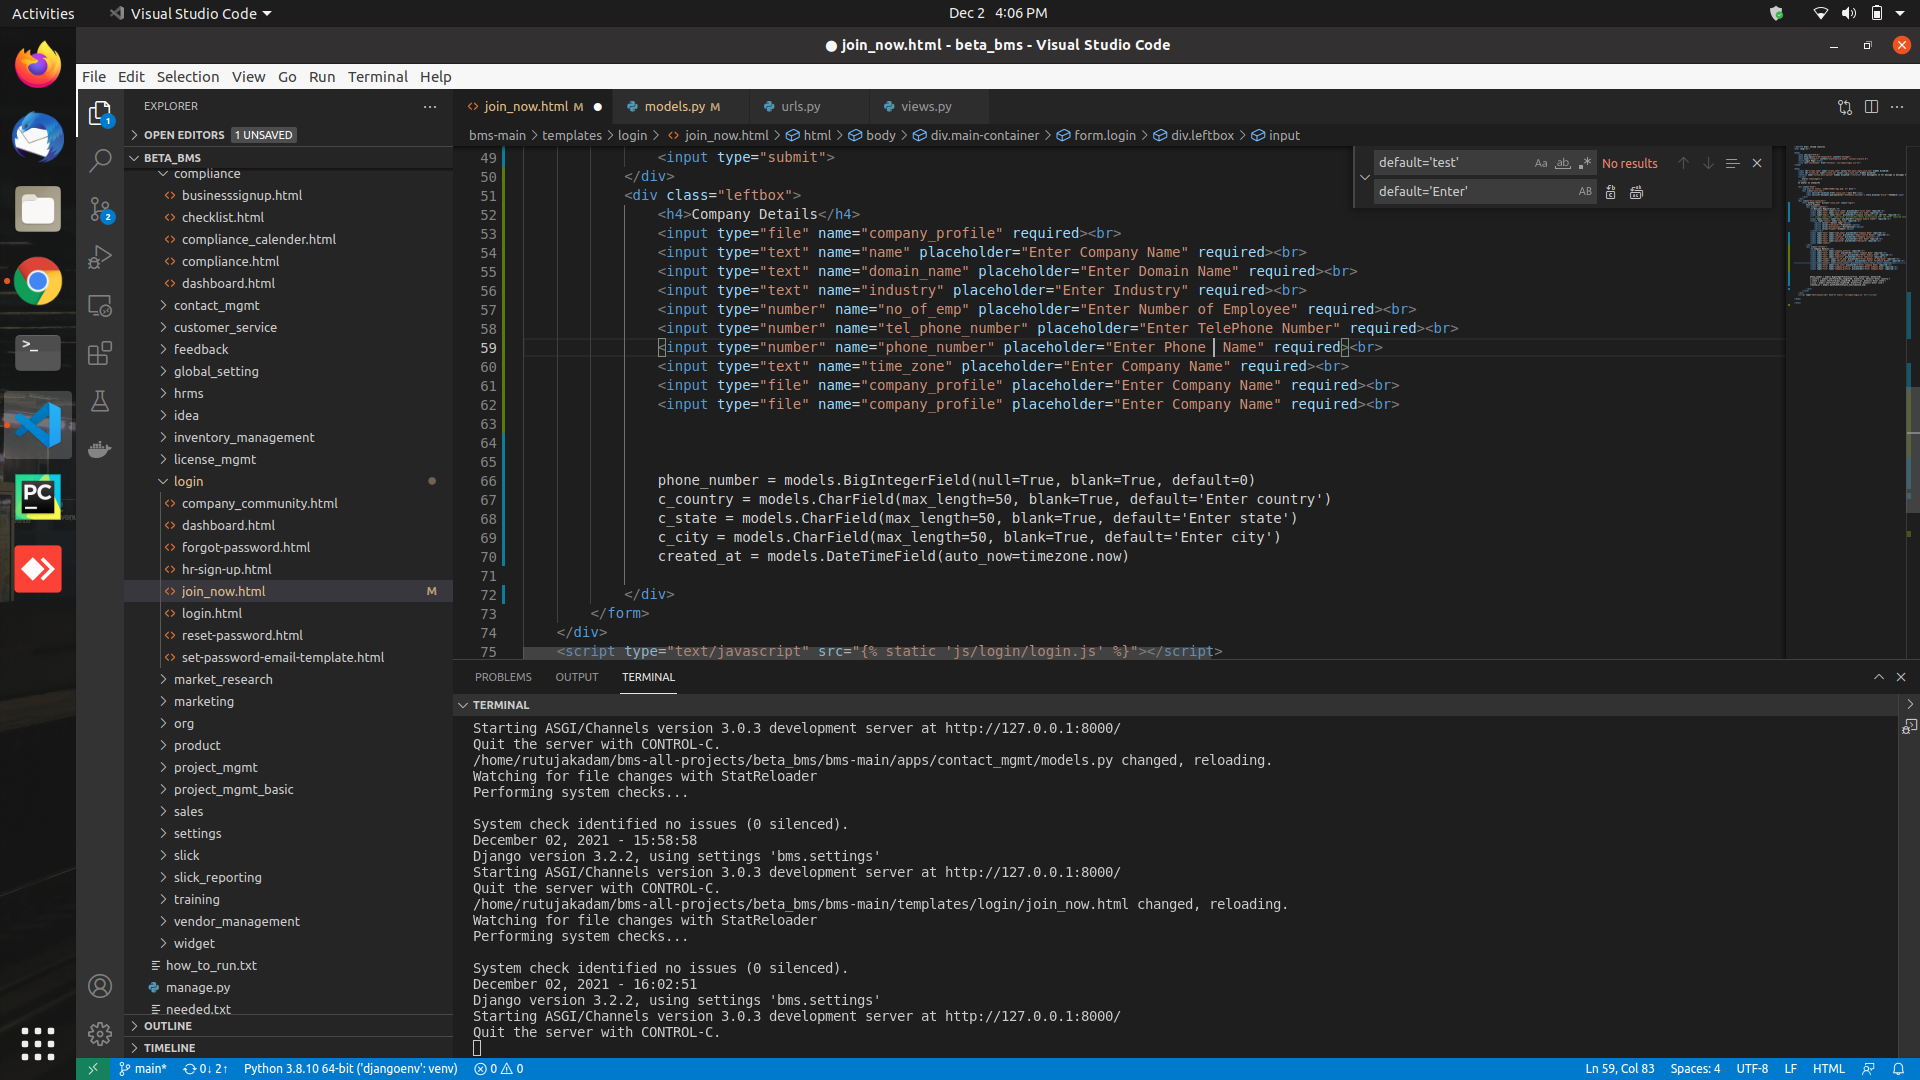 Activities
Visual Studio Code
Dec 2 4:06 PM
● join_now.html - beta_bms - Visual Studio Code
File Edit Selection View Go Run Terminal Help
EXPLORER
OPEN EDITORS 1 UNSAVED
BETA_BMS
compliance
businesssignup.html
checklist.html
compliance_calender.html
compliance.html
dashboard.html
contact_mgmt
customer_service
feedback
global_setting
hrms
idea
inventory_management
license_mgmt
login
company_community.html
dashboard.html
forgot-password.html
hr-sign-up.html
join_now.html M
login.html
reset-password.html
set-password-email-template.html
market_research
marketing
org
product
project_mgmt
project_mgmt_basic
sales
settings
slick
slick_reporting
training
vendor_management
widget
how_to_run.txt
manage.py
needed.txt
OUTLINE
TIMELINE
1
2
PC
join_now.html M ●
models.py M
urls.py
views.py
bms-main > templates > login > join_now.html > html > body > div.main-container > form.login > div.leftbox > input
default='test' Aa ab No results
default='Enter' AB
49 <input type="submit">
50 </div>
51 <div class="leftbox">
52 <h4>Company Details</h4>
53 <input type="file" name="company_profile" required><br>
54 <input type="text" name="name" placeholder="Enter Company Name" required><br>
55 <input type="text" name="domain_name" placeholder="Enter Domain Name" required><br>
56 <input type="text" name="industry" placeholder="Enter Industry" required><br>
57 <input type="number" name="no_of_emp" placeholder="Enter Number of Employee" required><br>
58 <input type="number" name="tel_phone_number" placeholder="Enter TelePhone Number" required><br>
59 <input type="number" name="phone_number" placeholder="Enter Phone  Name" required><br>
60 <input type="text" name="time_zone" placeholder="Enter Company Name" required><br>
61 <input type="file" name="company_profile" placeholder="Enter Company Name" required><br>
62 <input type="file" name="company_profile" placeholder="Enter Company Name" required><br>
63
64
65
66 phone_number = models.BigIntegerField(null=True, blank=True, default=0)
67 c_country = models.CharField(max_length=50, blank=True, default='Enter country')
68 c_state = models.CharField(max_length=50, blank=True, default='Enter state')
69 c_city = models.CharField(max_length=50, blank=True, default='Enter city')
70 created_at = models.DateTimeField(auto_now=timezone.now)
71
72 </div>
73 </form>
74 </div>
75 <script type="text/javascript" src="{% static 'js/login/login.js' %}"></script>
PROBLEMS OUTPUT TERMINAL
TERMINAL
Starting ASGI/Channels version 3.0.3 development server at http://127.0.0.1:8000/
Quit the server with CONTROL-C.
/home/rutujakadam/bms-all-projects/beta_bms/bms-main/apps/contact_mgmt/models.py changed, reloading.
Watching for file changes with StatReloader
Performing system checks...
System check identified no issues (0 silenced).
December 02, 2021 - 15:58:58
Django version 3.2.2, using settings 'bms.settings'
Starting ASGI/Channels version 3.0.3 development server at http://127.0.0.1:8000/
Quit the server with CONTROL-C.
/home/rutujakadam/bms-all-projects/beta_bms/bms-main/templates/login/join_now.html changed, reloading.
Watching for file changes with StatReloader
Performing system checks...
System check identified no issues (0 silenced).
December 02, 2021 - 16:02:51
Django version 3.2.2, using settings 'bms.settings'
Starting ASGI/Channels version 3.0.3 development server at http://127.0.0.1:8000/
Quit the server with CONTROL-C.
main* 0↓ 2↑ Python 3.8.10 64-bit ('djangoenv': venv) 0 0
Ln 59, Col 83 Spaces: 4 UTF-8 LF HTML